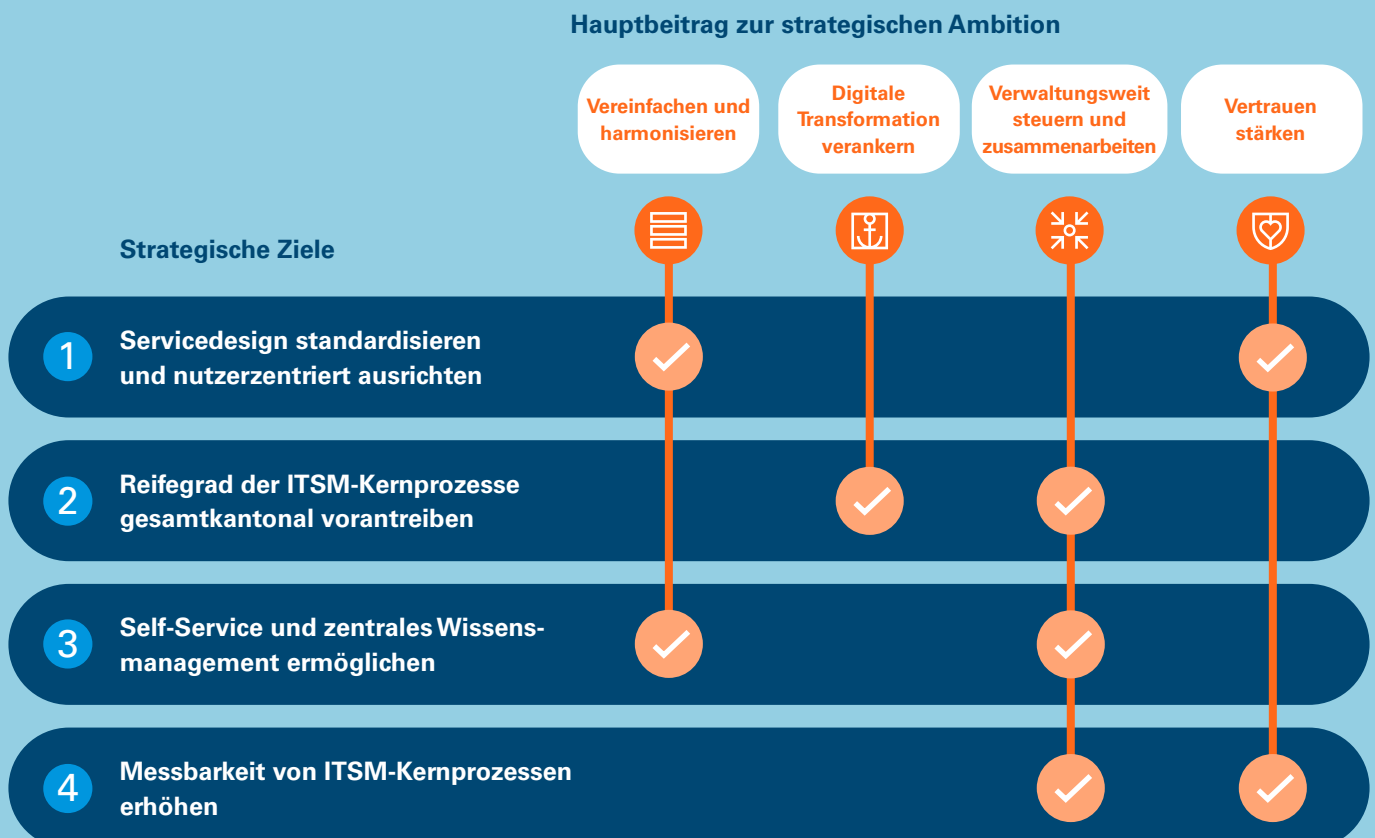 Hauptbeitrag zur strategischen Ambition
Vereinfachen und
harmonisieren
Digitale
Transformation
verankern
Verwaltungsweit
steuern und
zusammenarbeiten
Vertrauen
stärken
Strategische Ziele
1
Servicedesign standardisieren
und nutzerzentriert ausrichten
2
Reifegrad der ITSM-Kernprozesse
gesamtkantonal vorantreiben
3
Self-Service und zentrales Wissens-
management ermöglichen
4
Messbarkeit von ITSM-Kernprozessen
erhöhen